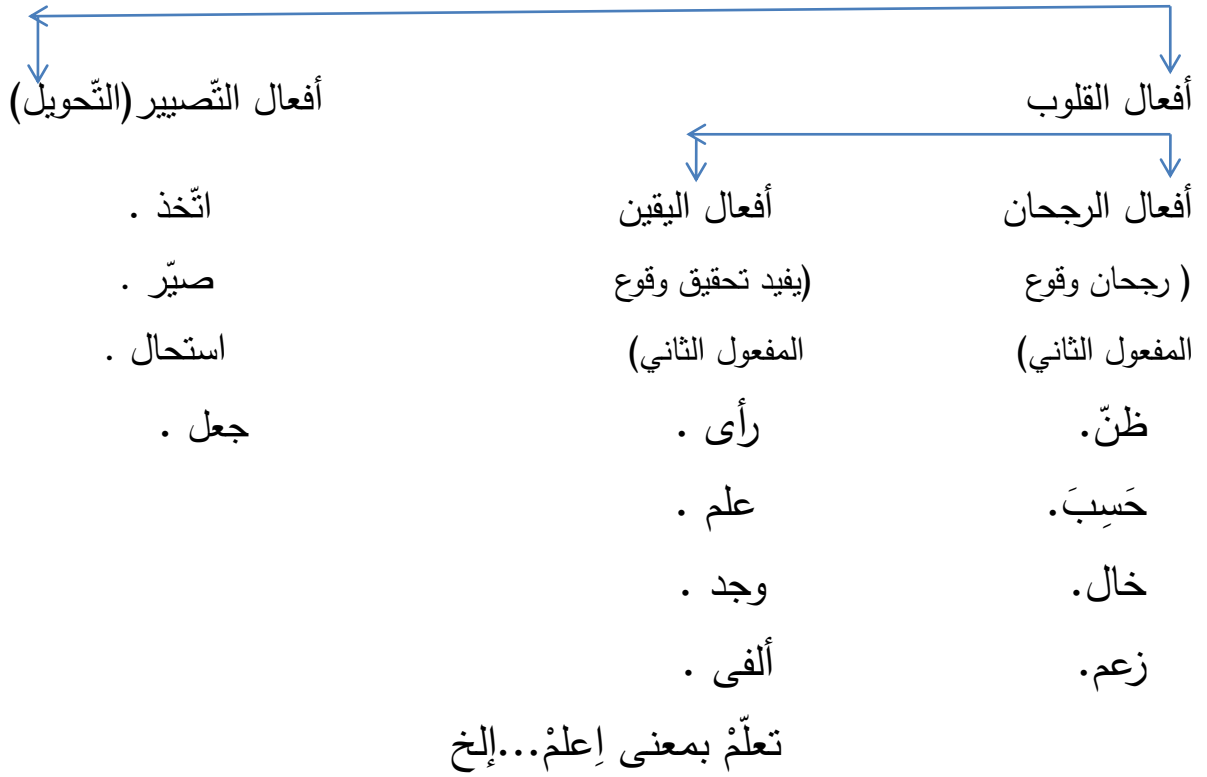 أفعال القلوب أفعال التّصيير(التّحويل)
أفعال الرجحان أفعال اليقين اتّخذ .
( رجحان وقوع (يفيد تحقيق وقوع صيّر .
المفعول الثاني) المفعول الثاني) استحال .
ظنّ. رأى . جعل .
حَسِبَ. علم .
خال. وجد .
زعم. ألفى .
تعلّمْ بمعنى اِعلمْ...إلخ